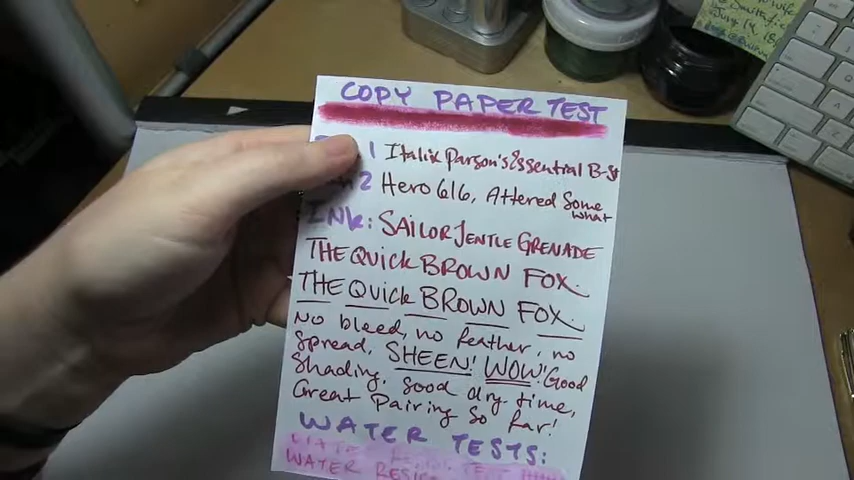 COPY PAPER TEST
1 Italix Parson's Essential B-St
2 Hero 616, Attered Some what
Ink: SAILOR JENTLE GRENADE
THE QUICK BROWN FOX
THE QUICK BROWN FOX
No bleed, no feather, no
Spread, SHEEN! WOW! Good
Shading, good dry time,
Great Pairing So far!
WATER TESTS:
WATER